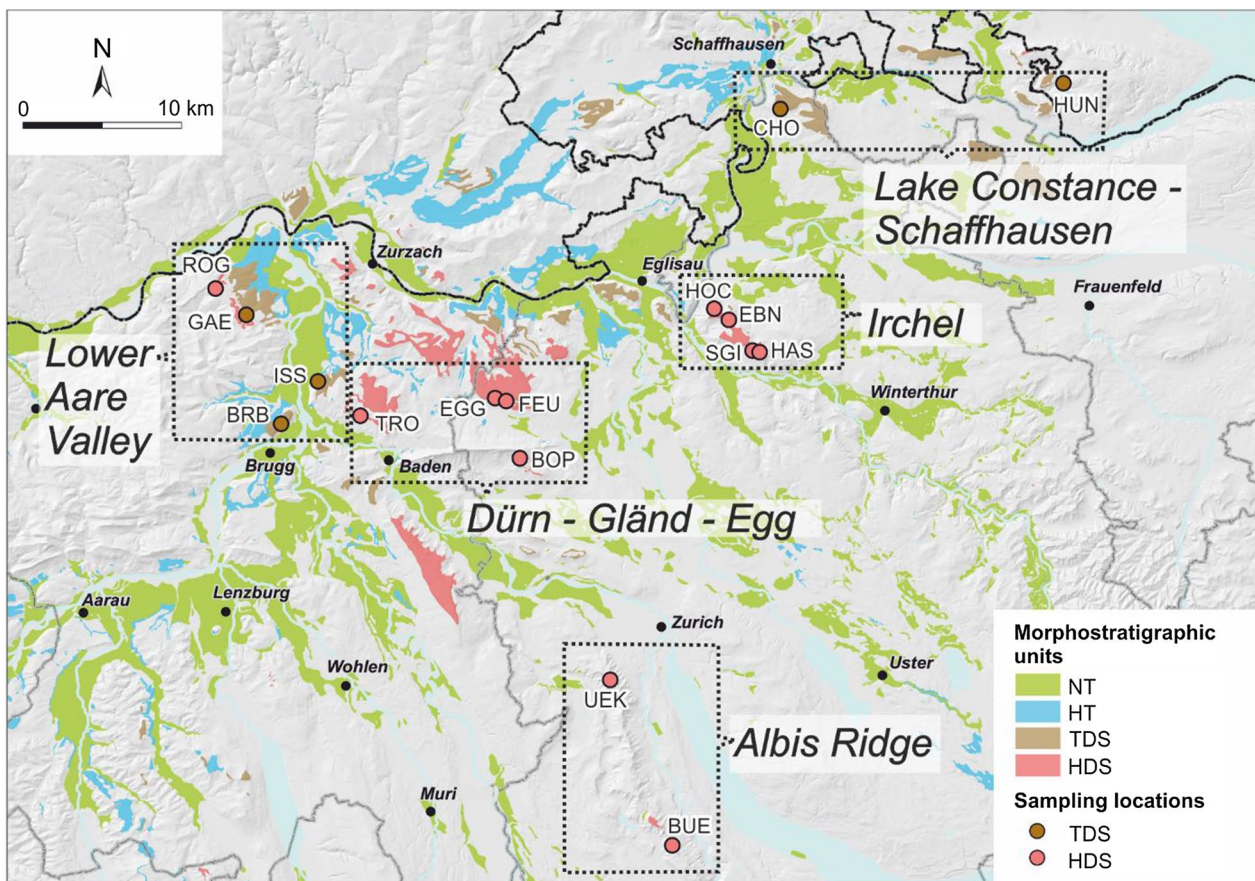 N
0 10 km
Schaffhausen
HUN
CHO
Lake Constance -
Schaffhausen
Zurzach
ROG
GAE
Eglisau
HOC
EBN
SGI
HAS
Irchel
Frauenfeld
Lower
Aare
Valley
ISS
BRB
TRO
EGG
FEU
BOP
Winterthur
Brugg
Baden
Dürn - Gländ - Egg
Aarau
Lenzburg
Zurich
Wohlen
Uster
UEK
Albis Ridge
Muri
BUE
Morphostratigraphic
units
NT
HT
TDS
HDS
Sampling locations
TDS
HDS